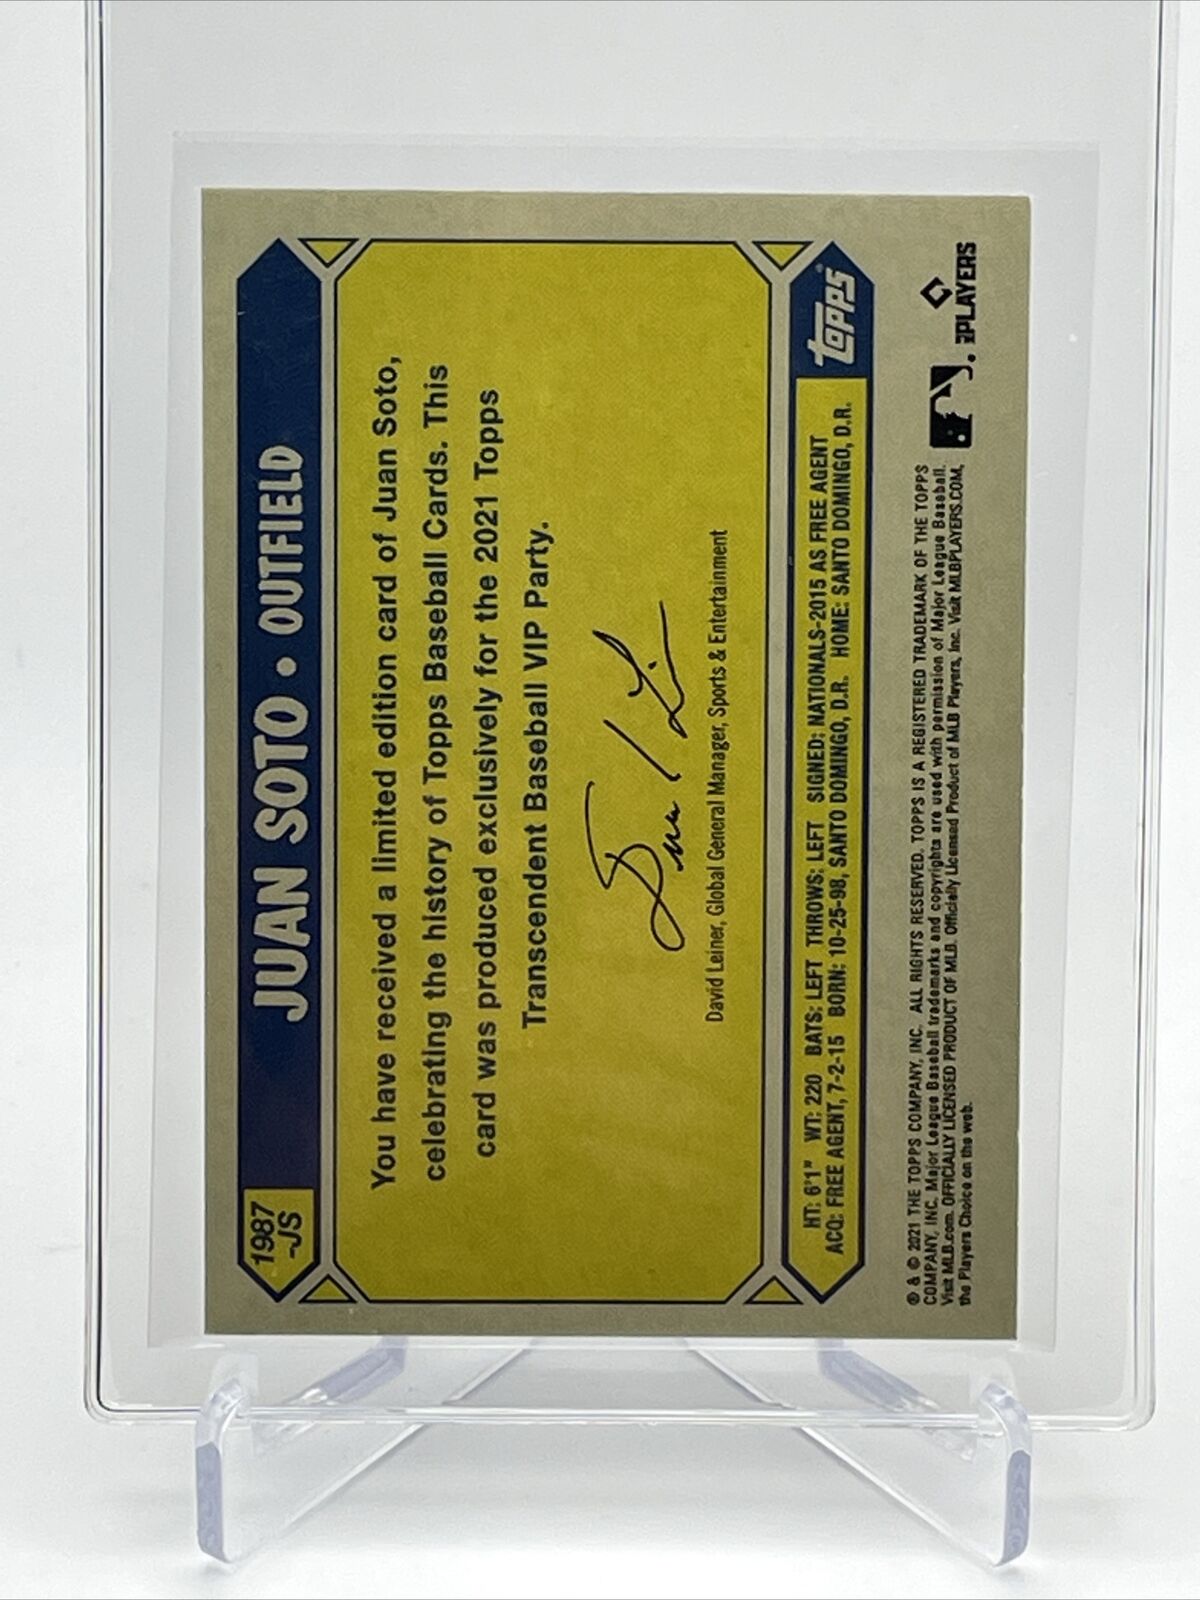 1987
-JS
JUAN SOTO • OUTFIELD
You have received a limited edition card of Juan Soto,
celebrating the history of Topps Baseball Cards. This
card was produced exclusively for the 2021 Topps
Transcendent Baseball VIP Party.
David Leiner, Global General Manager, Sports & Entertainment
HT: 6'1" WT: 220 BATS: LEFT THROWS: LEFT SIGNED: NATIONALS-2015 AS FREE AGENT
ACQ: FREE AGENT, 7-2-15 BORN: 10-25-98, SANTO DOMINGO, D.R. HOME: SANTO DOMINGO, D.R.
topps
® & © 2021 THE TOPPS COMPANY, INC. ALL RIGHTS RESERVED. TOPPS IS A REGISTERED TRADEMARK OF THE TOPPS
COMPANY, INC. Major League Baseball trademarks and copyrights are used with permission of Major League Baseball.
Visit MLB.com. OFFICIALLY LICENSED PRODUCT OF MLB. Officially Licensed Product of MLB Players, Inc. Visit MLBPLAYERS.COM,
the Players Choice on the web.
PLAYERS